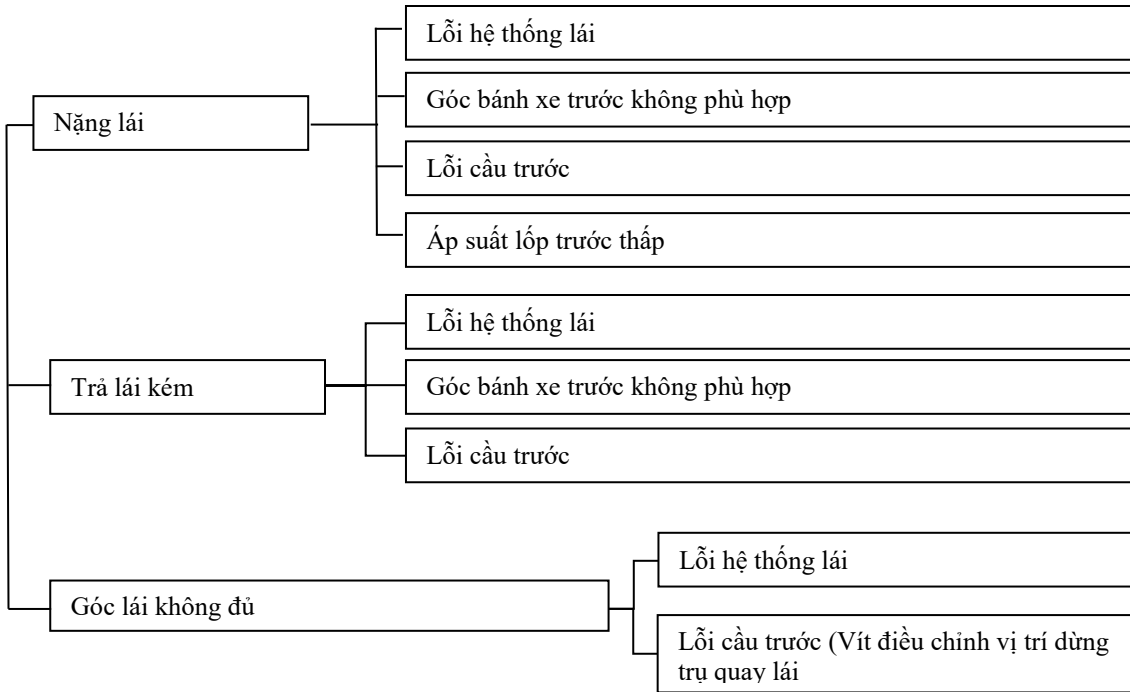 Nặng lái
Lỗi hệ thống lái
Góc bánh xe trước không phù hợp
Lỗi cầu trước
Áp suất lốp trước thấp
Trả lái kém
Lỗi hệ thống lái
Góc bánh xe trước không phù hợp
Lỗi cầu trước
Góc lái không đủ
Lỗi hệ thống lái
Lỗi cầu trước (Vít điều chỉnh vị trí dừng
trụ quay lái